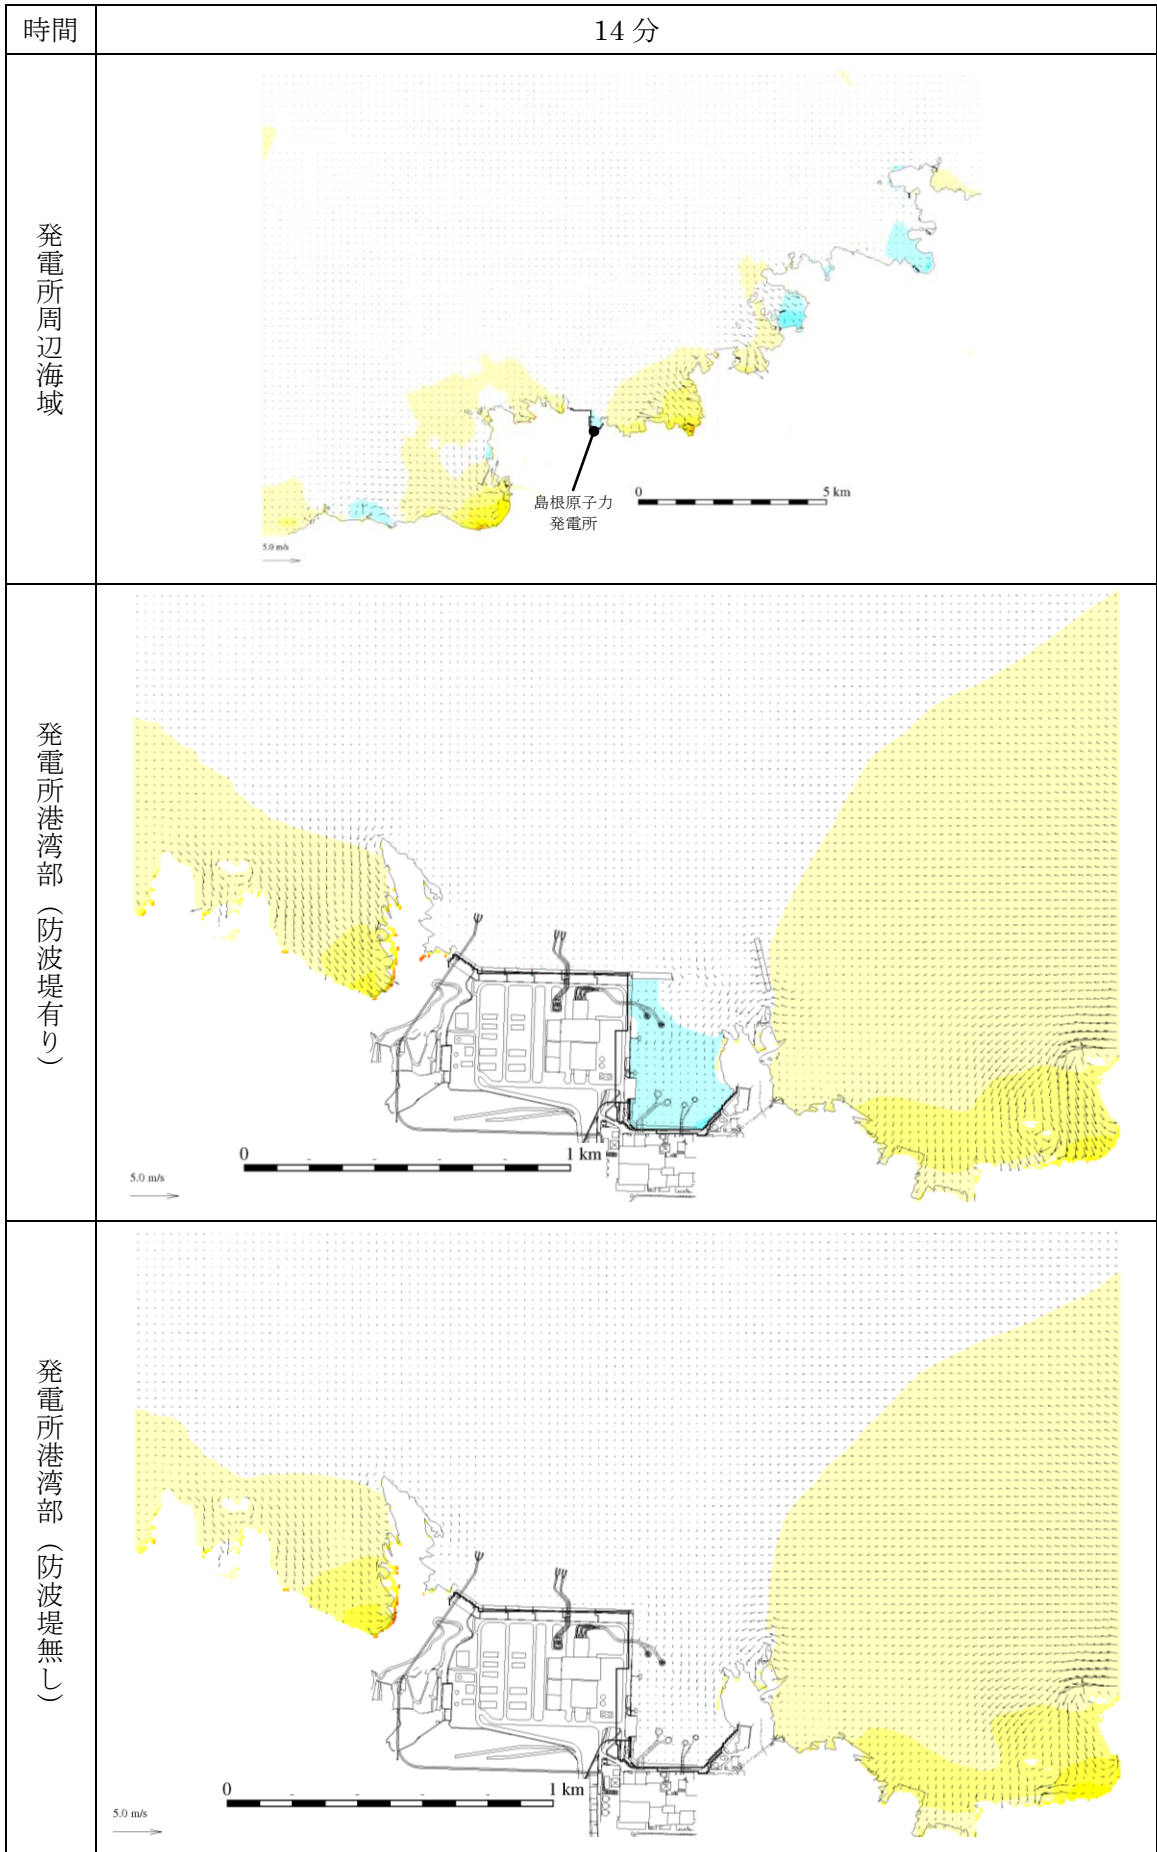 時間
14 分
発電所周辺海域
島根原子力
発電所
0 5 km
5.0 m/s
発電所港湾部（防波堤有り）
0 1 km
5.0 m/s
発電所港湾部（防波堤無し）
0 1 km
5.0 m/s